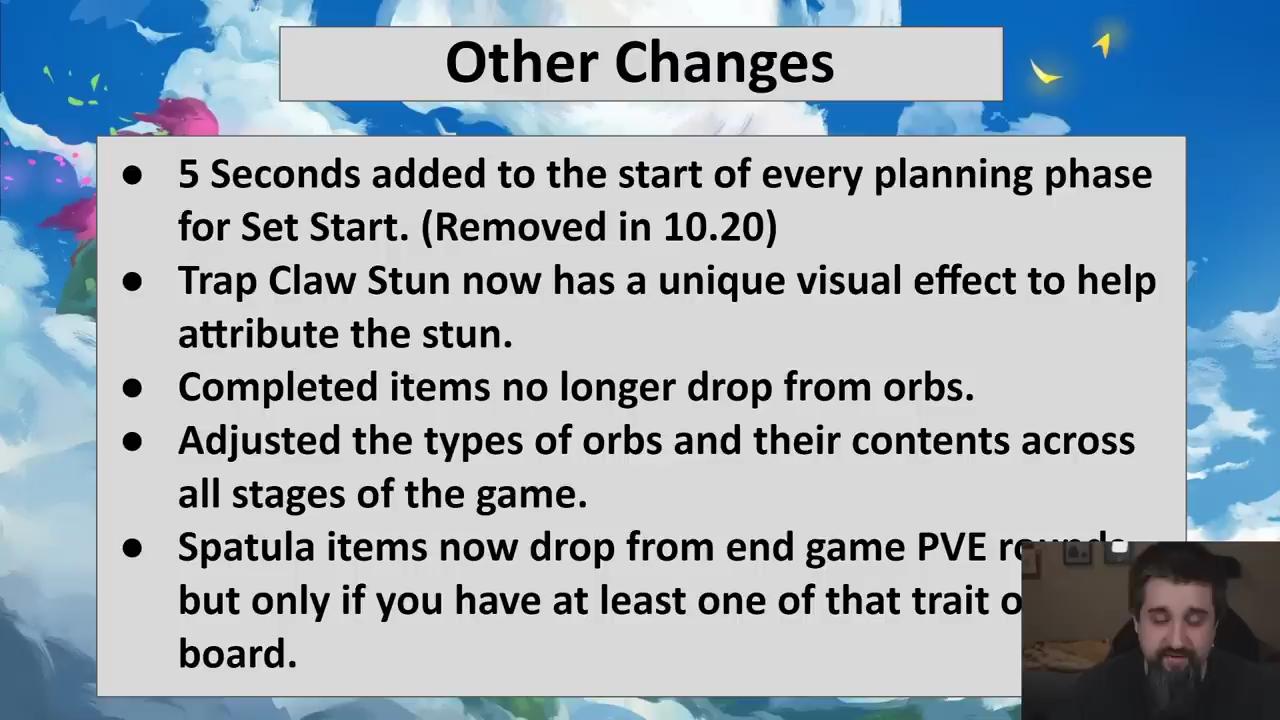 Other Changes
● 5 Seconds added to the start of every planning phase
for Set Start. (Removed in 10.20)
● Trap Claw Stun now has a unique visual effect to help
attribute the stun.
● Completed items no longer drop from orbs.
● Adjusted the types of orbs and their contents across
all stages of the game.
● Spatula items now drop from end game PVE rounds
but only if you have at least one of that trait
board.